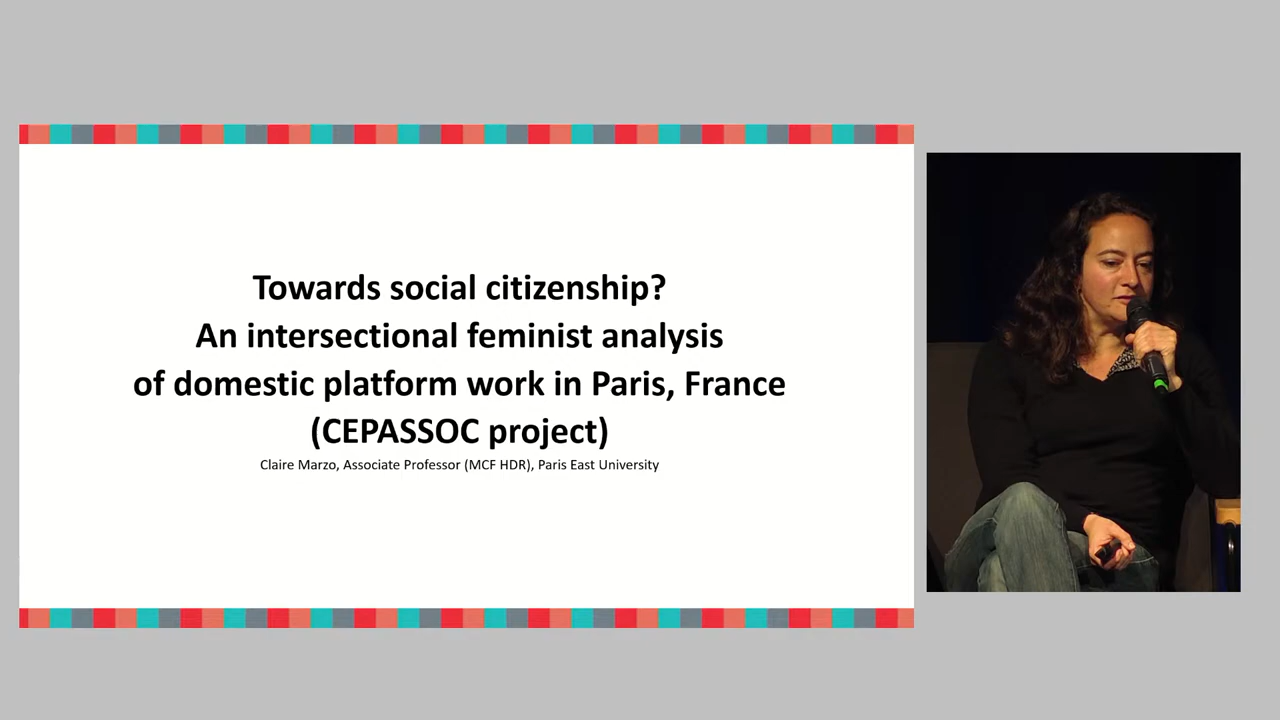 Towards social citizenship?
An intersectional feminist analysis
of domestic platform work in Paris, France
(CEPASSOC project)
Claire Marzo, Associate Professor (MCF HDR), Paris East University